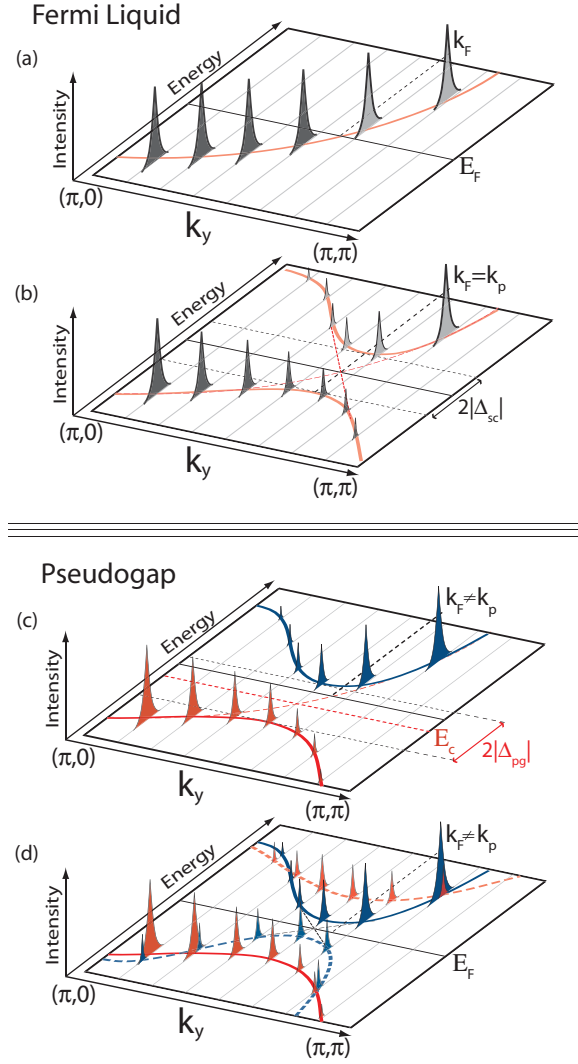 Fermi Liquid
(a)
Energy
k_F
Intensity
E_F
(π,0)
k_y
(π,π)
(b)
Energy
k_F=k_p
Intensity
2|Δ_sc|
(π,0)
k_y
(π,π)
Pseudogap
(c)
Energy
k_F≠k_p
Intensity
E_c
2|Δ_pg|
(π,0)
k_y
(π,π)
(d)
Energy
k_F≠k_p
Intensity
E_F
(π,0)
k_y
(π,π)